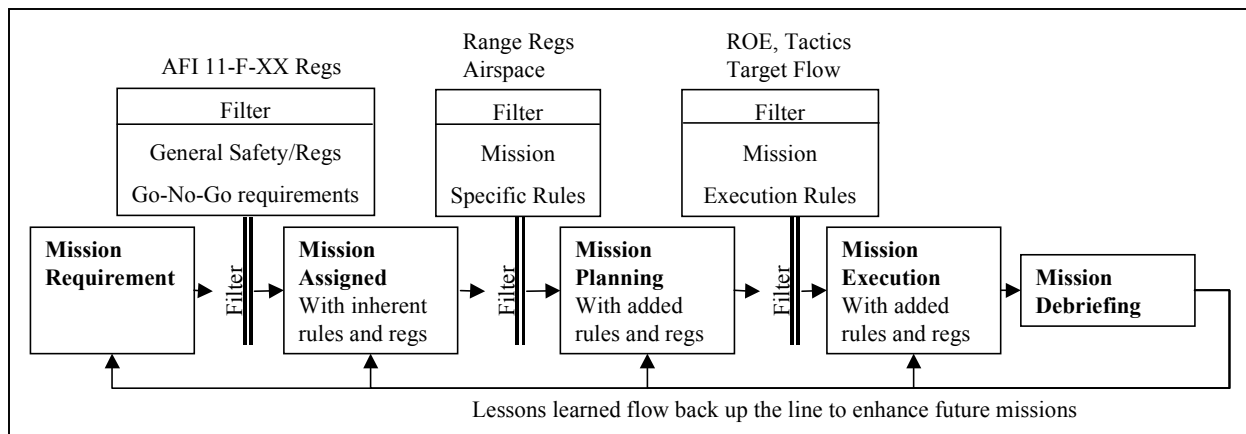 AFI 11-F-XX Regs
Filter
General Safety/Regs
Go-No-Go requirements
Range Regs
Airspace
Filter
Mission
Specific Rules
ROE, Tactics
Target Flow
Filter
Mission
Execution Rules
Mission
Requirement
Filter
Mission
Assigned
With inherent
rules and regs
Filter
Mission
Planning
With added
rules and regs
Filter
Mission
Execution
With added
rules and regs
Mission
Debriefing
Lessons learned flow back up the line to enhance future missions